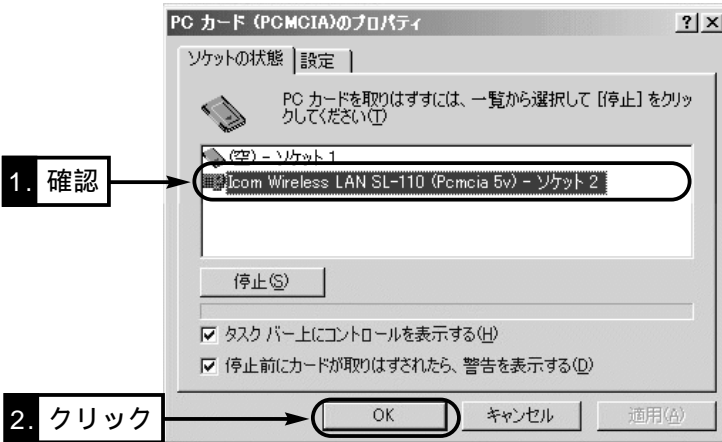 PC カード (PCMCIA)のプロパティ
ソケットの状態
設定
PC カードを取りはずすには、一覧から選択して [停止] をクリッ
クしてください(T)
(空) - ソケット 1
1. 確認
Icom Wireless LAN SL-110 (Pcmcia 5v) - ソケット 2
停止(S)
タスク バー上にコントロールを表示する(H)
停止前にカードが取りはずされたら、警告を表示する(D)
2. クリック
OK
キャンセル
適用(A)